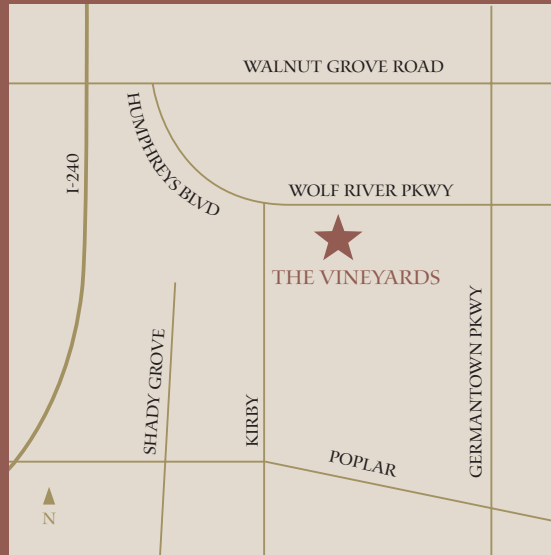 WALNUT GROVE ROAD
HUMPHREYS BLVD
I-240
WOLF RIVER PKWY
THE VINEYARDS
GERMANTOWN PKWY
SHADY GROVE
KIRBY
POPLAR
N